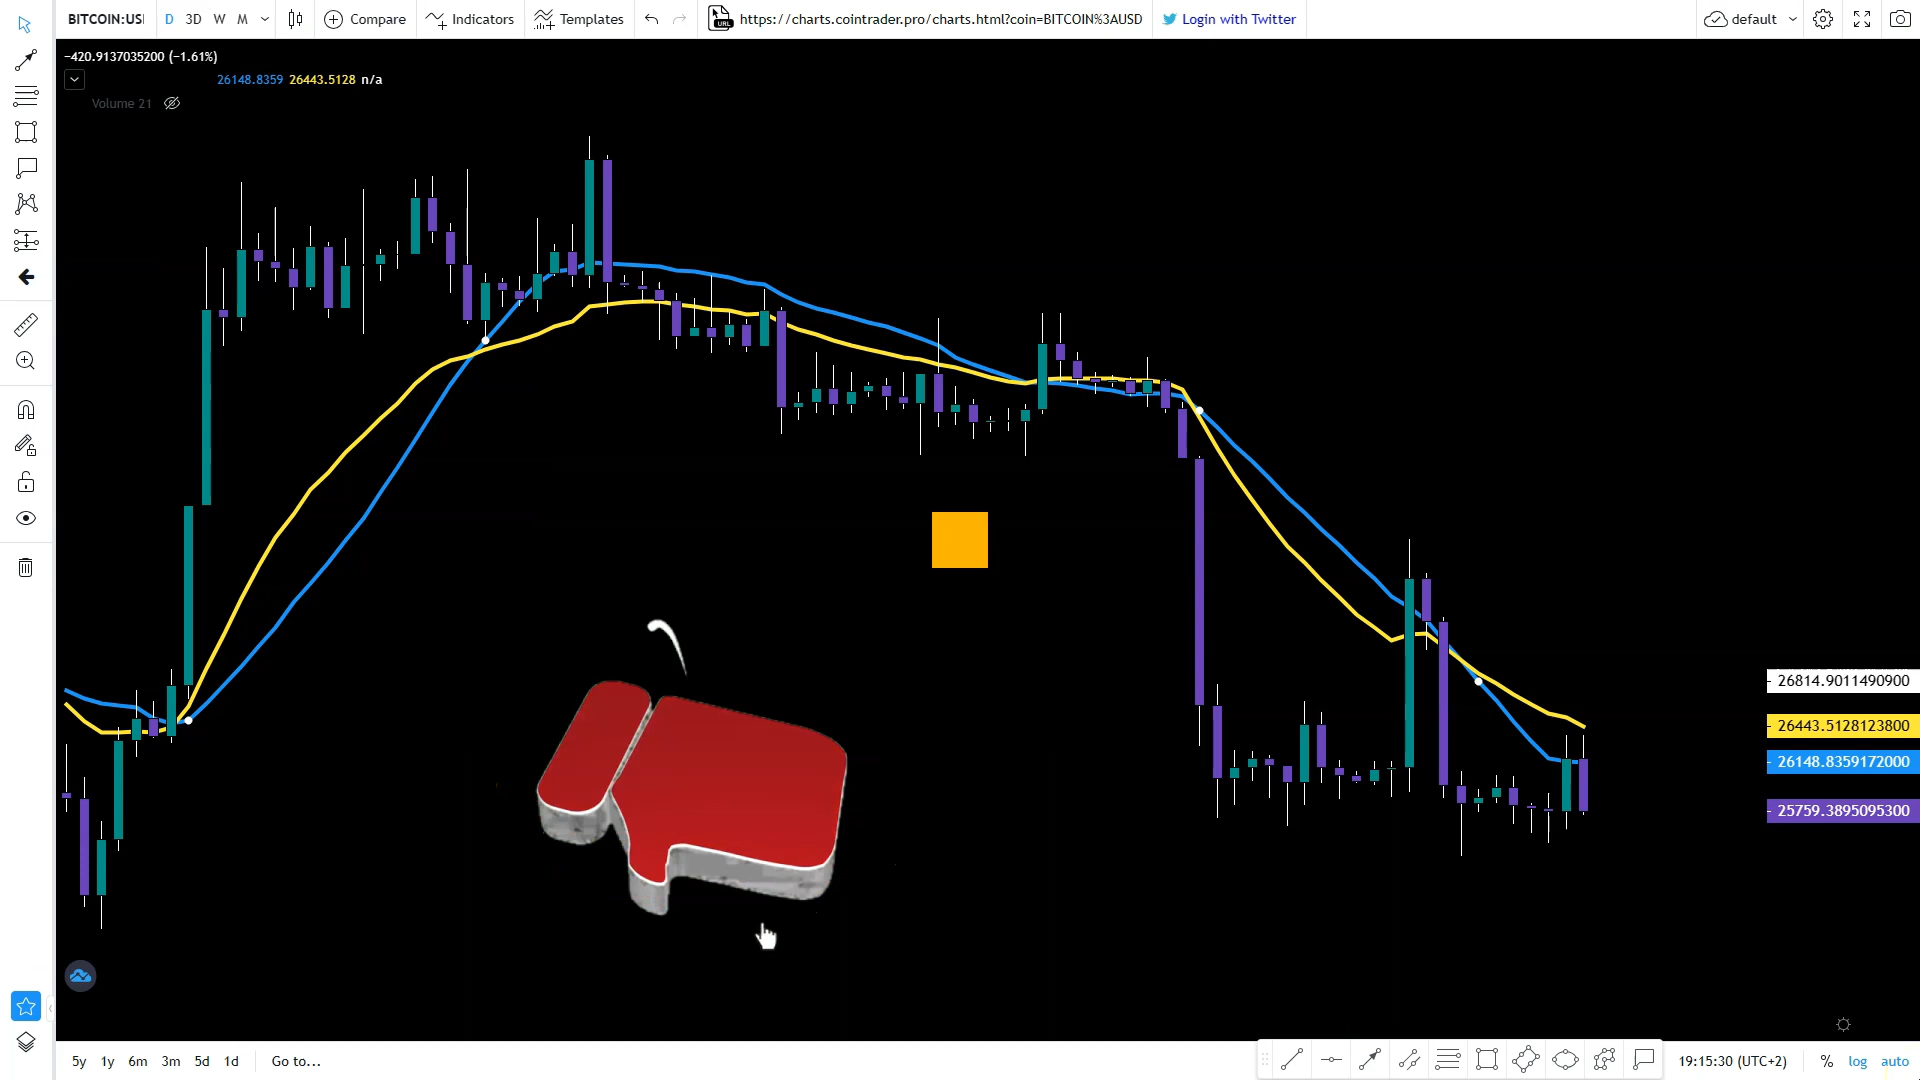 BITCOIN:US
D 3D W M Compare Indicators Templates https://charts.cointrader.pro/charts.html?coin=BITCOIN%3AUSD Login with Twitter default
−420.9137035200 (−1.61%)
26148.8359 26443.5128 n/a
Volume 21
26814.9011490900
26443.5128123800
26148.8359172000
25759.3895095300
5y 1y 6m 3m 5d 1d Go to... 19:15:30 (UTC+2) % log auto